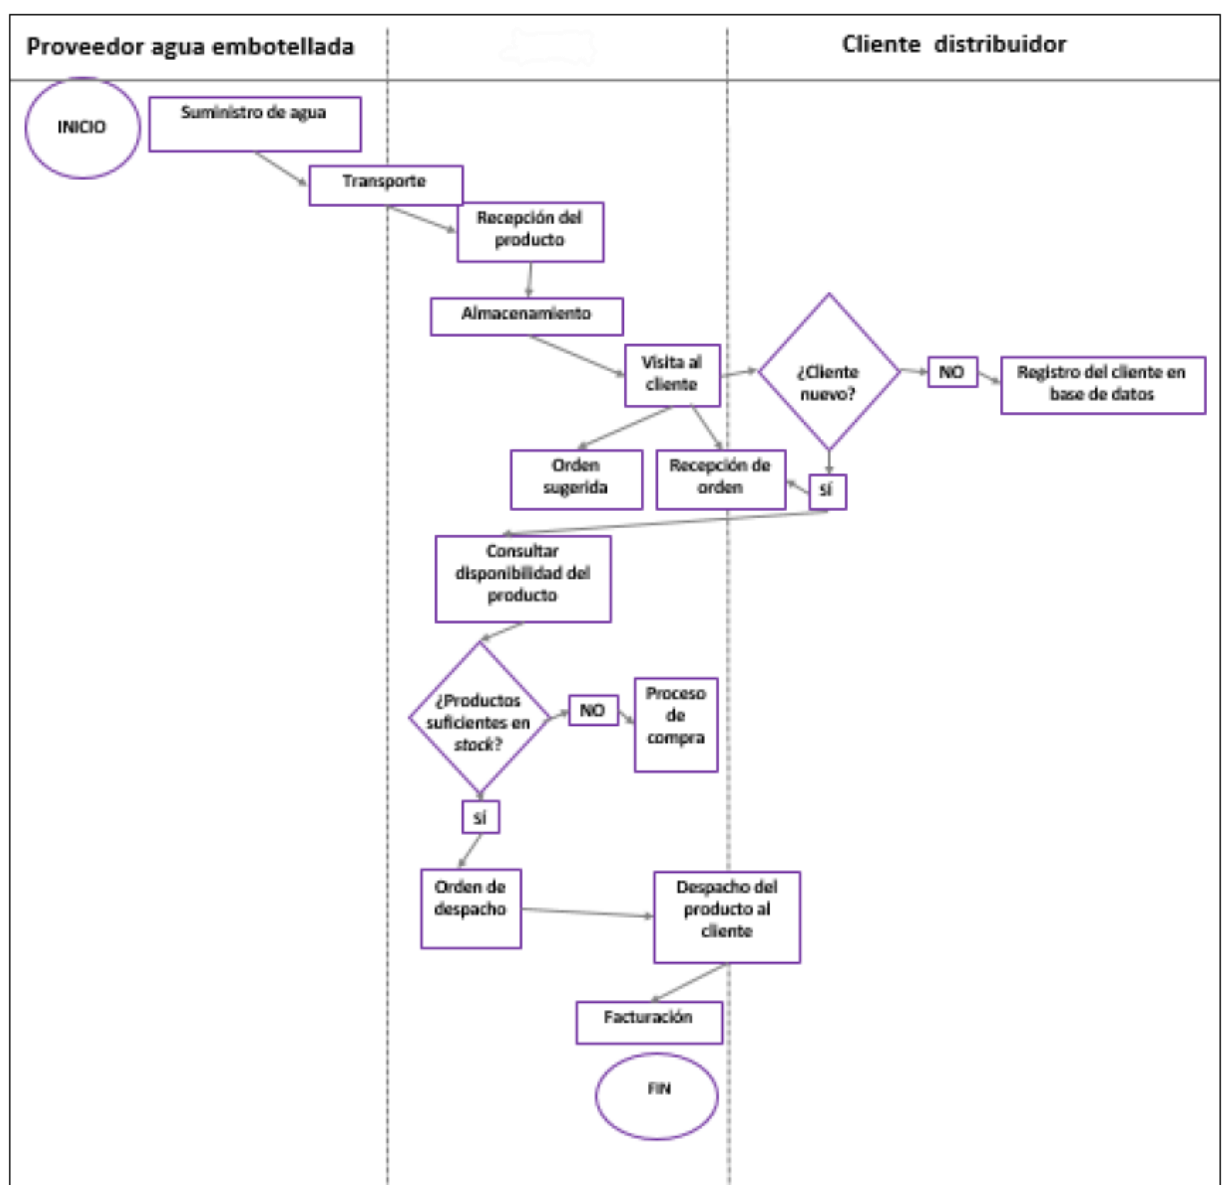 Proveedor agua embotellada
Cliente distribuidor
INICIO
Suministro de agua
Transporte
Recepción del
producto
Almacenamiento
Visita al
cliente
¿Cliente
nuevo?
NO
Registro del cliente en
base de datos
Orden
sugerida
Recepción de
orden
sí
Consultar
disponibilidad del
producto
¿Productos
suficientes en
stock?
NO
Proceso
de
compra
sí
Orden de
despacho
Despacho del
producto al
cliente
Facturación
FIN